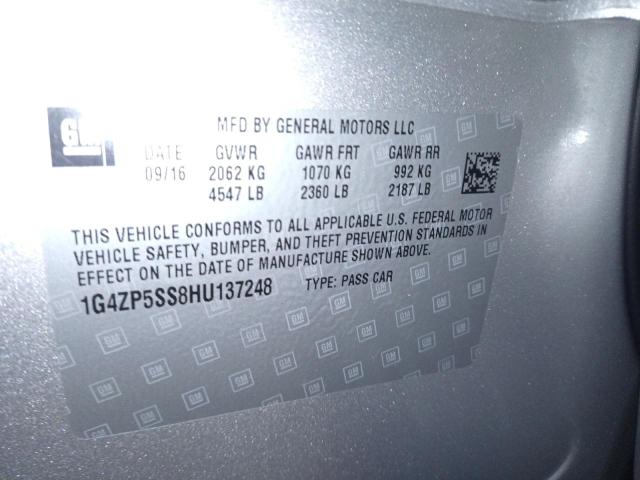 GM
MFD BY GENERAL MOTORS LLC
DATE GVWR GAWR FRT GAWR RR
09/16 2062 KG 1070 KG 992 KG
4547 LB 2360 LB 2187 LB
THIS VEHICLE CONFORMS TO ALL APPLICABLE U.S. FEDERAL MOTOR
VEHICLE SAFETY, BUMPER, AND THEFT PREVENTION STANDARDS IN
EFFECT ON THE DATE OF MANUFACTURE SHOWN ABOVE.
1G4ZP5SS8HU137248 TYPE: PASS CAR